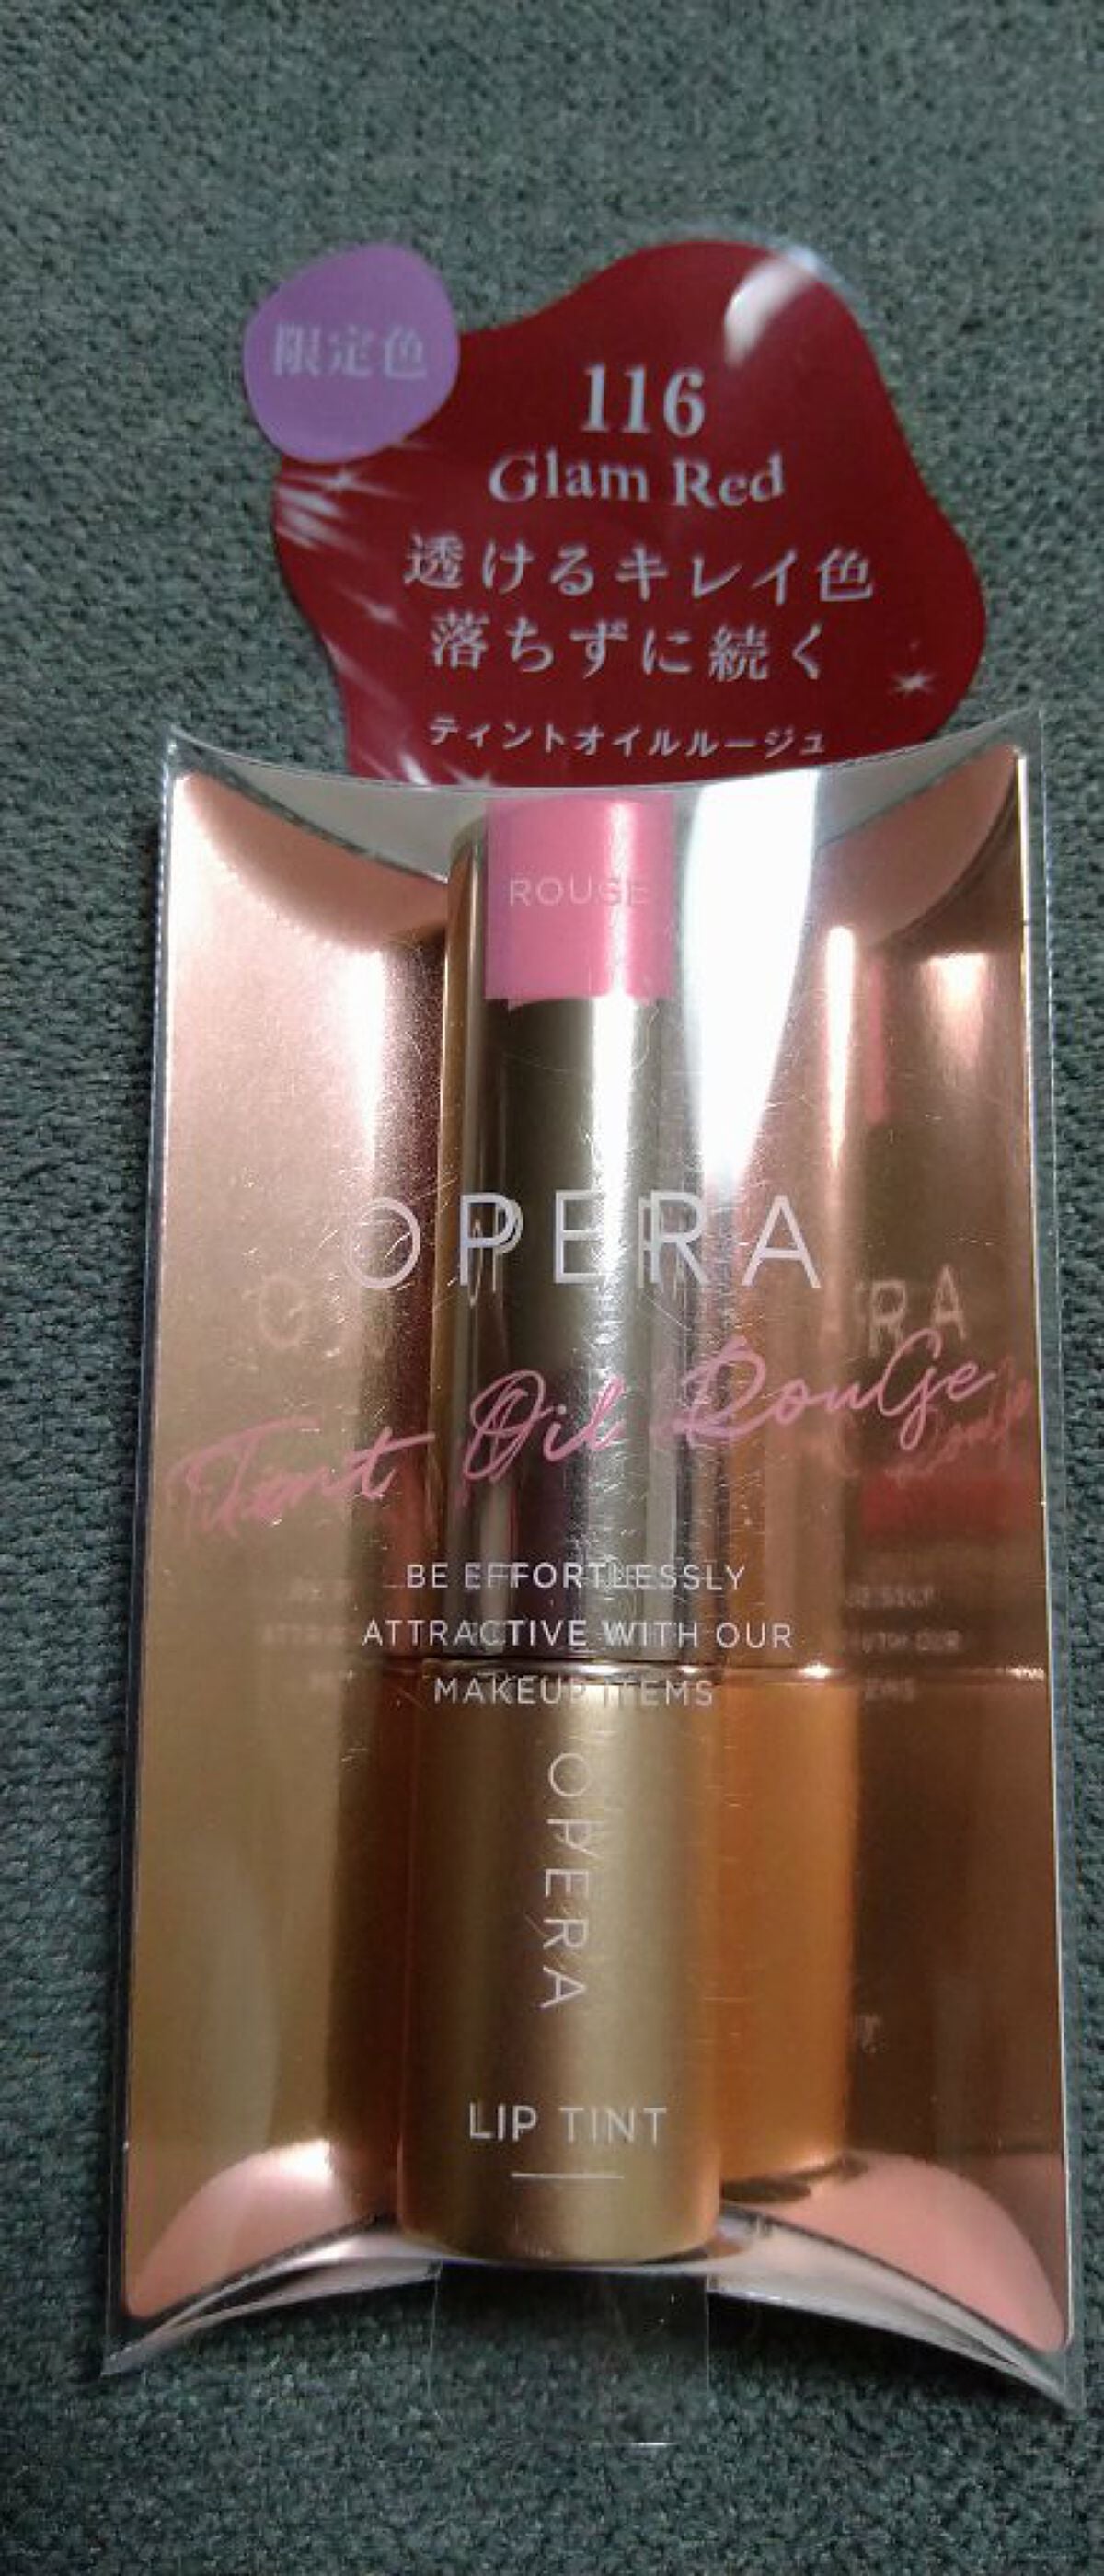 限定色
116
Glam Red
透けるキレイ色
落ちずに続く
ティントオイルルージュ
ROUGE
OPERA
Tint Oil Rouge
BE EFFORTLESSLY
ATTRACTIVE WITH OUR
MAKEUP ITEMS
OPERA
LIP TINT